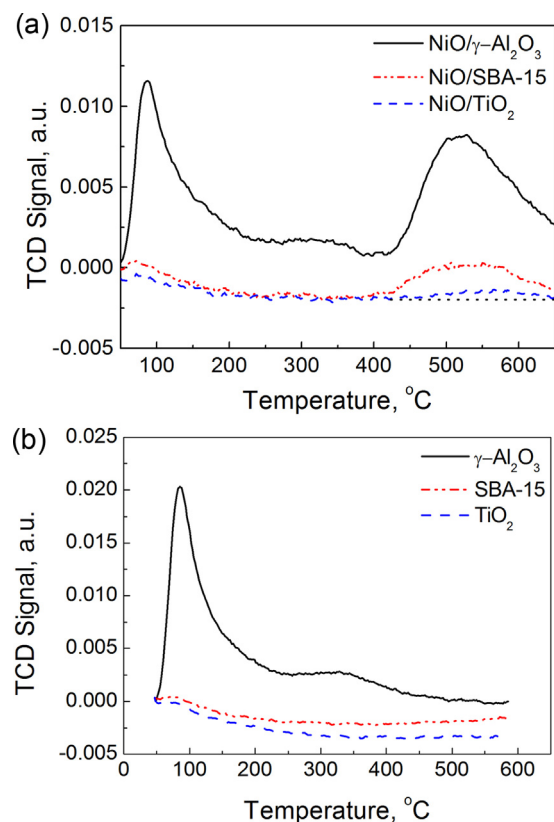 (a)
0.015
0.010
0.005
0.000
-0.005
TCD Signal, a.u.
NiO/γ–Al₂O₃
NiO/SBA-15
NiO/TiO₂
100 200 300 400 500 600
Temperature, °C
(b)
0.025
0.020
0.015
0.010
0.005
0.000
-0.005
TCD Signal, a.u.
γ–Al₂O₃
SBA-15
TiO₂
0 100 200 300 400 500 600
Temperature, °C